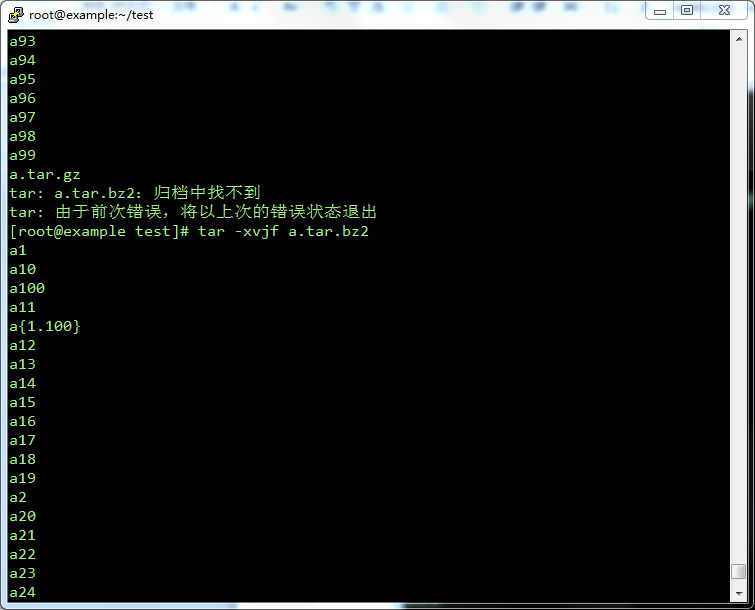 root@example:~/test
a93
a94
a95
a96
a97
a98
a99
a.tar.gz
tar: a.tar.bz2：归档中找不到
tar: 由于前次错误，将以上次的错误状态退出
[root@example test]# tar -xvjf a.tar.bz2
a1
a10
a100
a11
a{1.100}
a12
a13
a14
a15
a16
a17
a18
a19
a2
a20
a21
a22
a23
a24